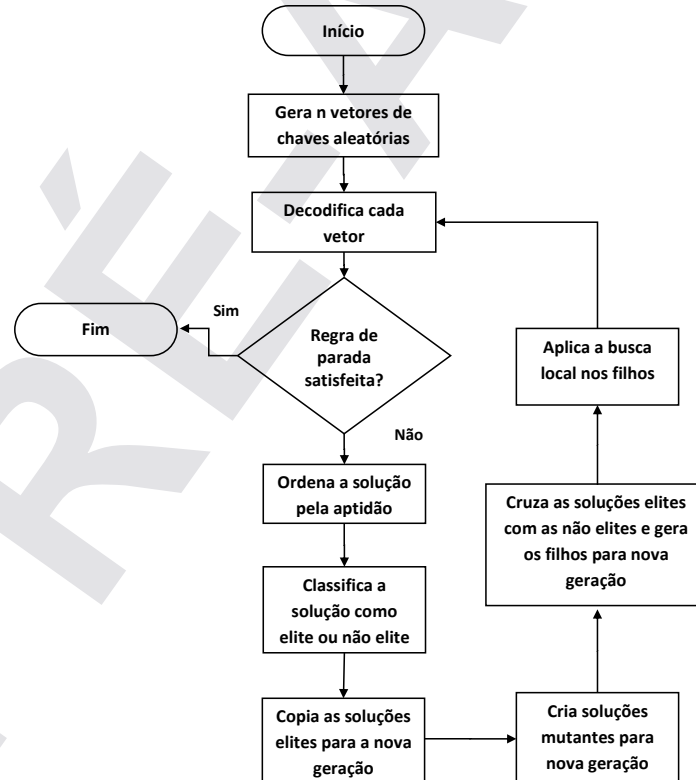 Início
Gera n vetores de
chaves aleatórias
Decodifica cada
vetor
Sim
Fim
Regra de
parada
satisfeita?
Aplica a busca
local nos filhos
Não
Ordena a solução
pela aptidão
Cruza as soluções elites
com as não elites e gera
os filhos para nova
geração
Classifica a
solução como
elite ou não elite
Copia as soluções
elites para a nova
geração
Cria soluções
mutantes para
nova geração
PRÉ-A